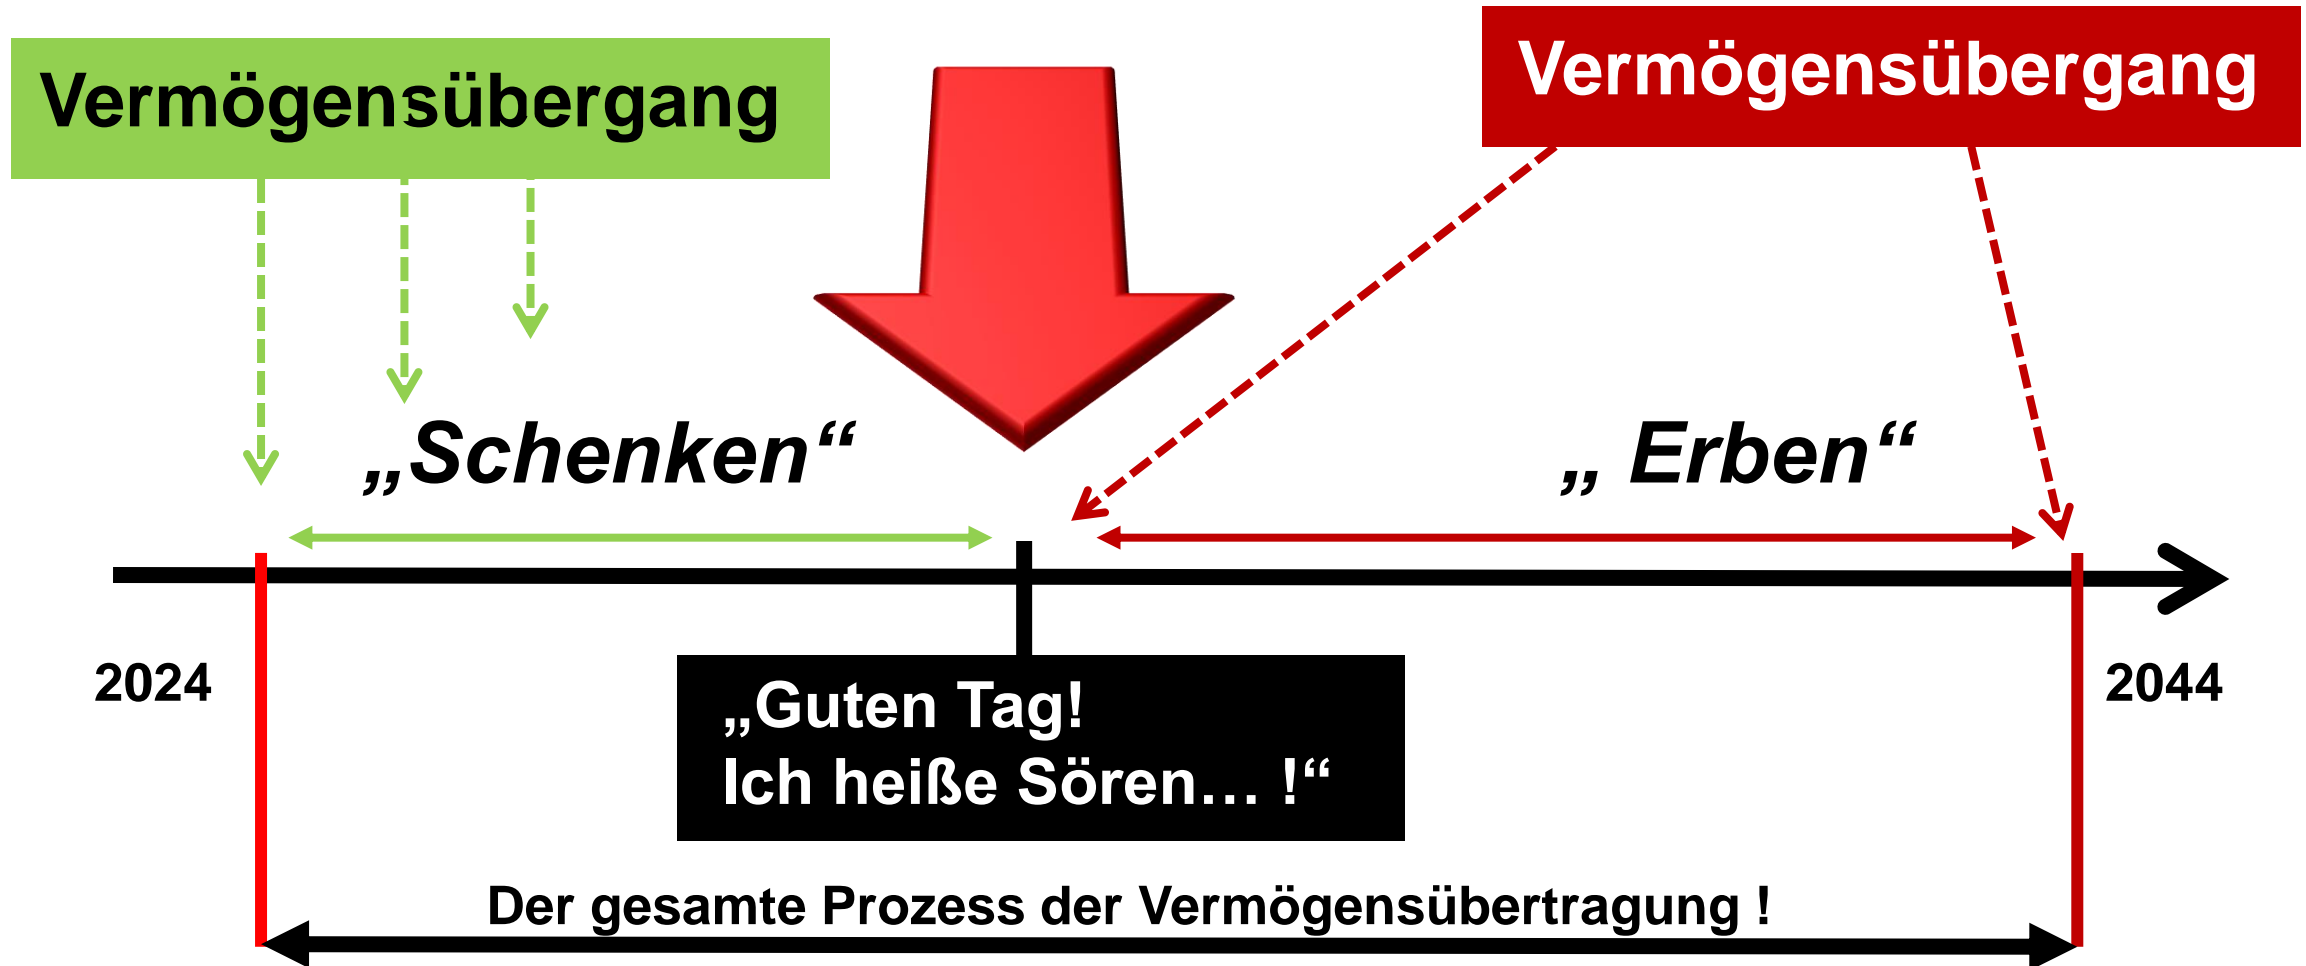 Vermögensübergang
Vermögensübergang
„Schenken“
„ Erben“
2024
2044
„Guten Tag!
Ich heiße Sören… !“
Der gesamte Prozess der Vermögensübertragung !